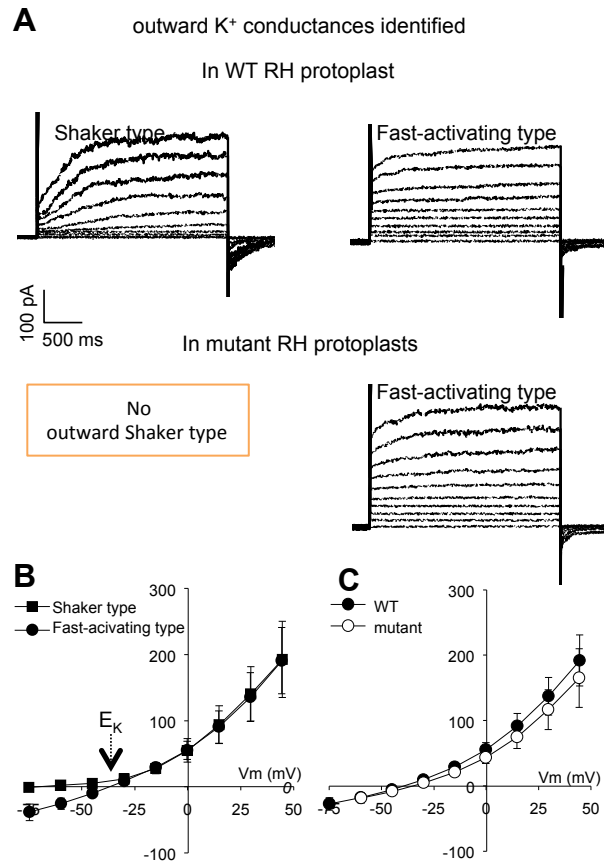 A
outward K⁺ conductances identified
In WT RH protoplast
Shaker type
Fast-activating type
100 pA
500 ms
In mutant RH protoplasts
No
outward Shaker type
Fast-activating type
B
300
Shaker type
Fast-acivating type
200
100
E_K
Vm (mV)
0
-75
-25
0
25
50
-100
C
300
WT
mutant
200
100
Vm (mV)
0
-75
-50
-25
0
25
50
-100